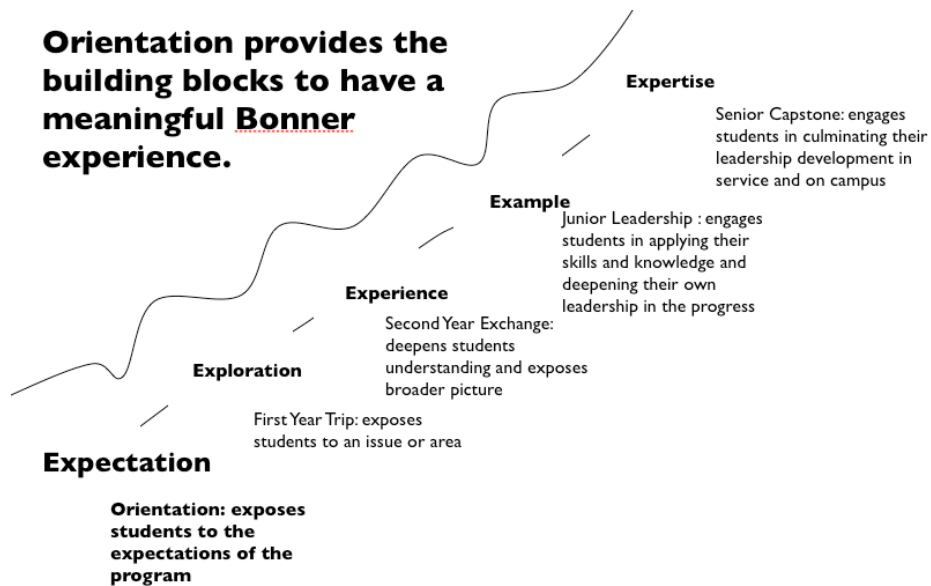 Orientation provides the
building blocks to have a
meaningful Bonner
experience.
Expertise
Senior Capstone: engages
students in culminating their
leadership development in
service and on campus
Example
Junior Leadership : engages
students in applying their
skills and knowledge and
deepening their own
leadership in the progress
Experience
Second Year Exchange:
deepens students
understanding and exposes
broader picture
Exploration
First Year Trip: exposes
students to an issue or area
Expectation
Orientation: exposes
students to the
expectations of the
program